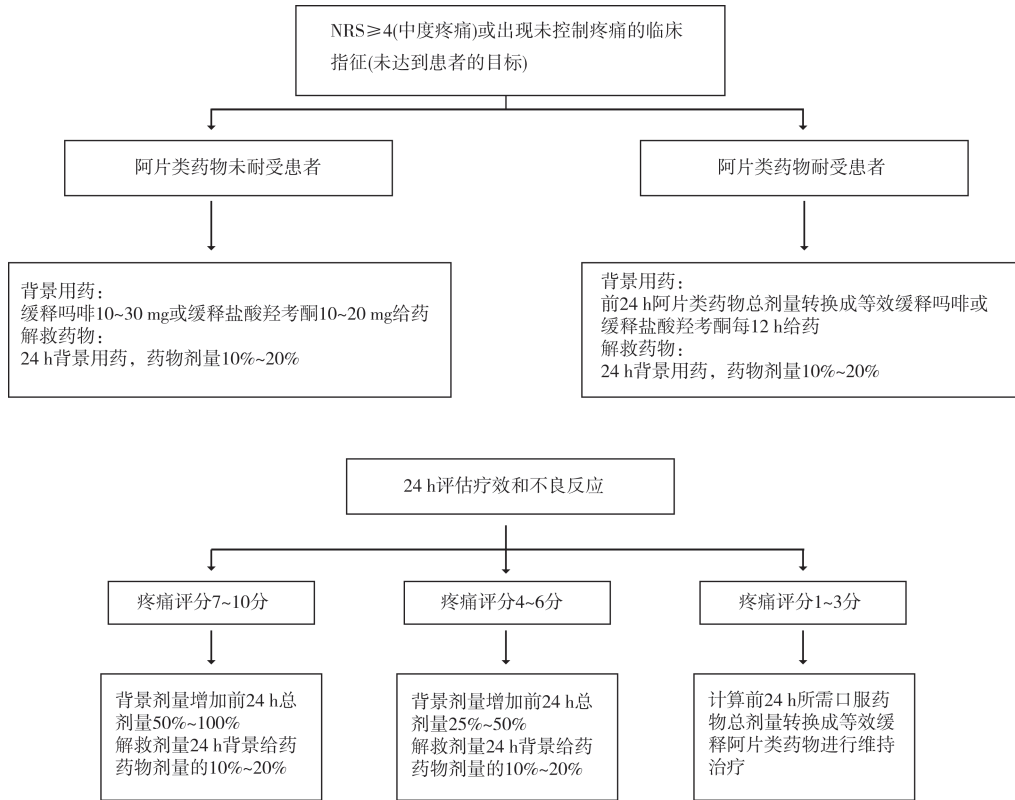 NRS≥4(中度疼痛)或出现未控制疼痛的临床
指征(未达到患者的目标)
阿片类药物未耐受患者
阿片类药物耐受患者
背景用药：
缓释吗啡10~30 mg或缓释盐酸羟考酮10~20 mg给药
解救药物：
24 h背景用药，药物剂量10%~20%
背景用药：
前24 h阿片类药物总剂量转换成等效缓释吗啡或
缓释盐酸羟考酮每12 h给药
解救药物：
24 h背景用药，药物剂量10%~20%
24 h评估疗效和不良反应
疼痛评分7~10分
疼痛评分4~6分
疼痛评分1~3分
背景剂量增加前24 h总
剂量50%~100%
解救剂量24 h背景给药
药物剂量的10%~20%
背景剂量增加前24 h总
剂量25%~50%
解救剂量24 h背景给药
药物剂量的10%~20%
计算前24 h所需口服药
物总剂量转换成等效缓
释阿片类药物进行维持
治疗